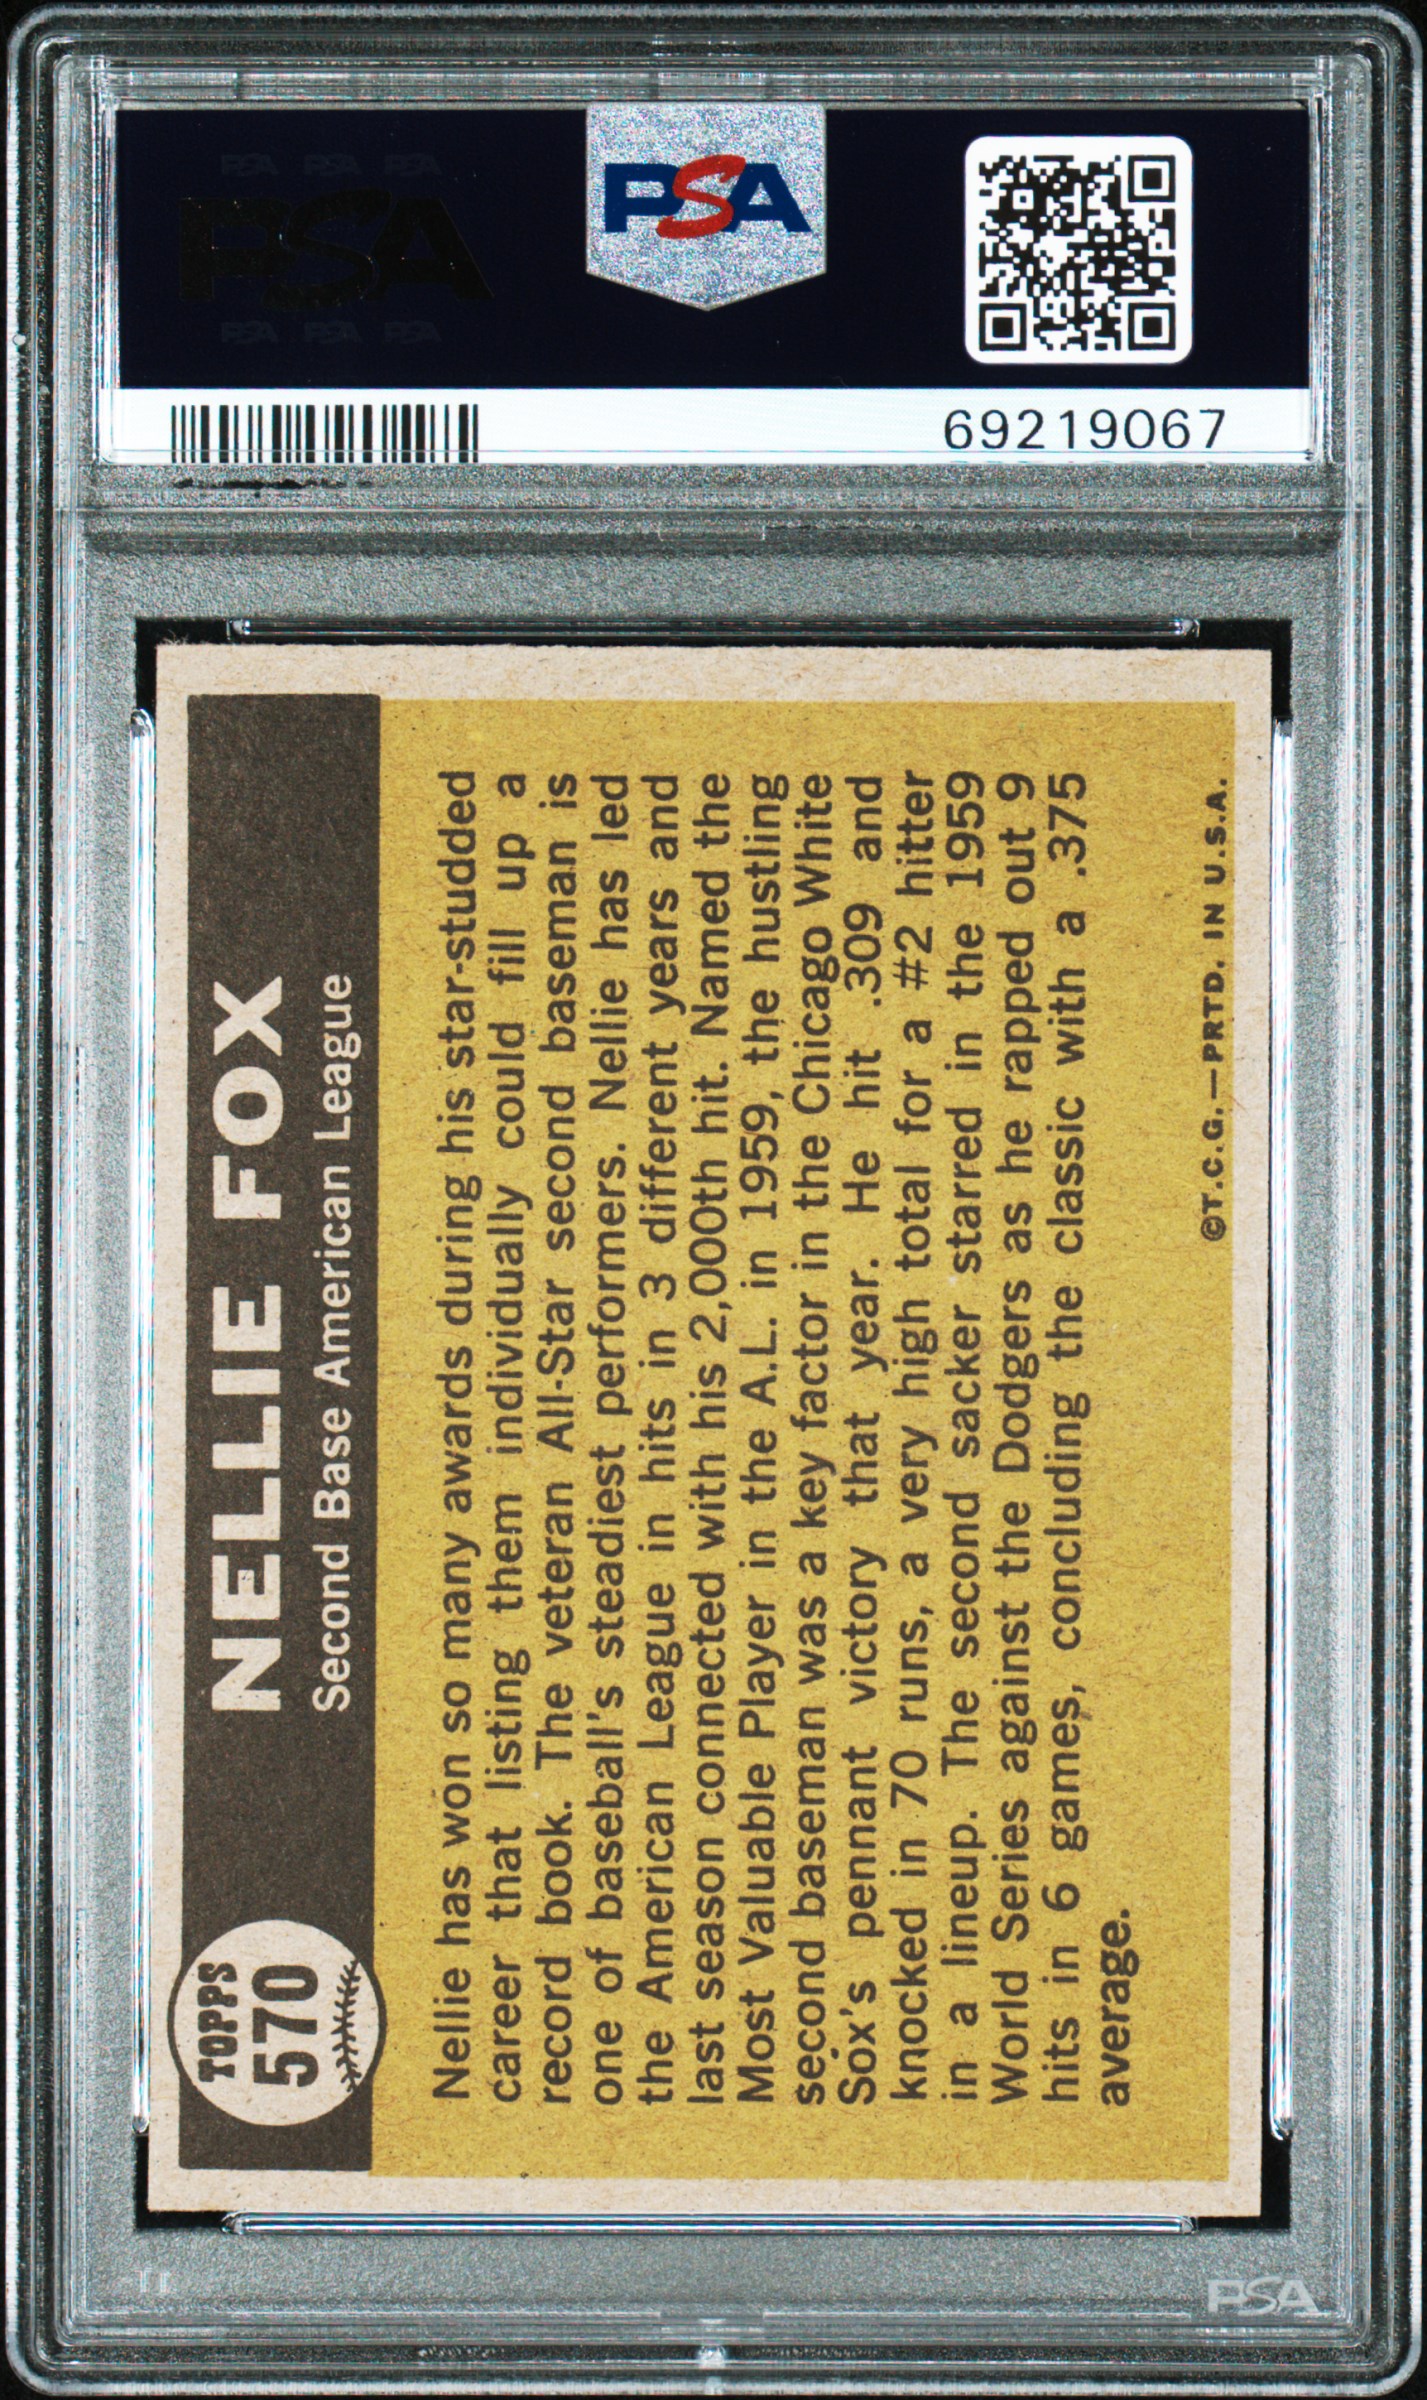 PSA PSA PSA
PSA
PSA PSA PSA
PSA
69219067
TOPPS
570
NELLIE FOX
Second Base American League
Nellie has won so many awards during his star-studded
career that listing them individually could fill up a
record book. The veteran All-Star second baseman is
one of baseball's steadiest performers. Nellie has led
the American League in hits in 3 different years and
last season connected with his 2,000th hit. Named the
Most Valuable Player in the A.L. in 1959, the hustling
second baseman was a key factor in the Chicago White
Sox's pennant victory that year. He hit .309 and
knocked in 70 runs, a very high total for a #2 hitter
in a lineup. The second sacker starred in the 1959
World Series against the Dodgers as he rapped out 9
hits in 6 games, concluding the classic with a .375
average.
©T.C.G.—PRTD. IN U.S.A.
PSA